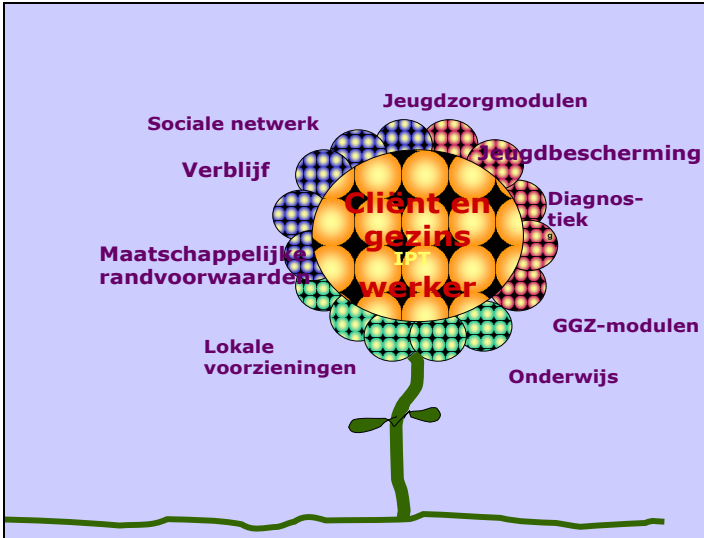 Jeugdzorgmodulen
Sociale netwerk
Jeugdbescherming
Verblijf
Diagnos-
tiek
Cliënt en
gezins
IPT
werker
g
Maatschappelijke
randvoorwaarden
GGZ-modulen
Lokale
voorzieningen
Onderwijs